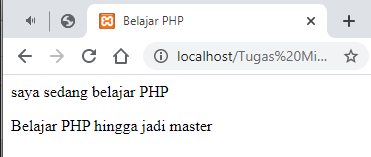 Belajar PHP
localhost/Tugas%20Mi...
saya sedang belajar PHP
Belajar PHP hingga jadi master